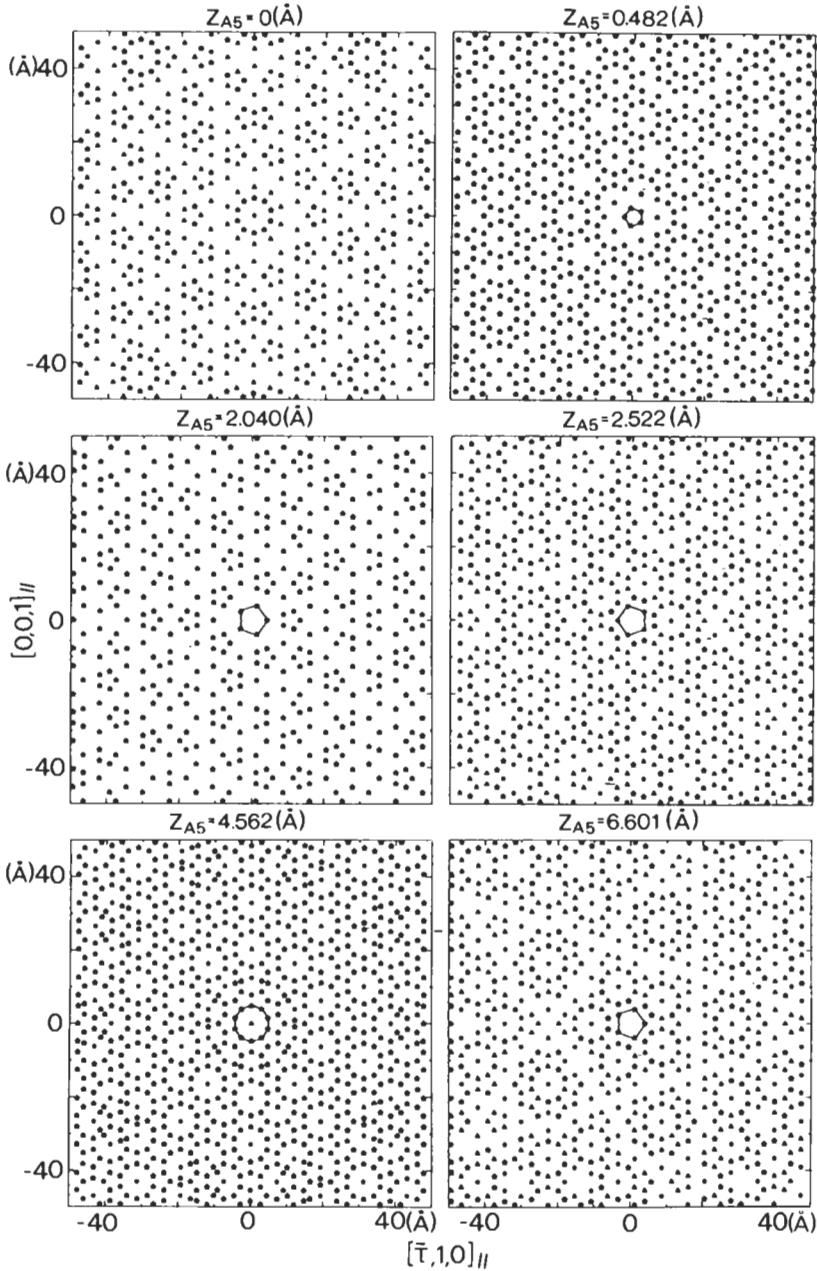 Z_A5=0(Å)
Z_A5=0.482(Å)
(Å)40
0
-40
Z_A5=2.040(Å)
Z_A5=2.522(Å)
(Å)40
0
-40
[0,0,1]//
Z_A5=4.562(Å)
Z_A5=6.601(Å)
(Å)40
0
-40
-40 0 40(Å)
-40 0 40(Å)
[τ̄,1,0]//